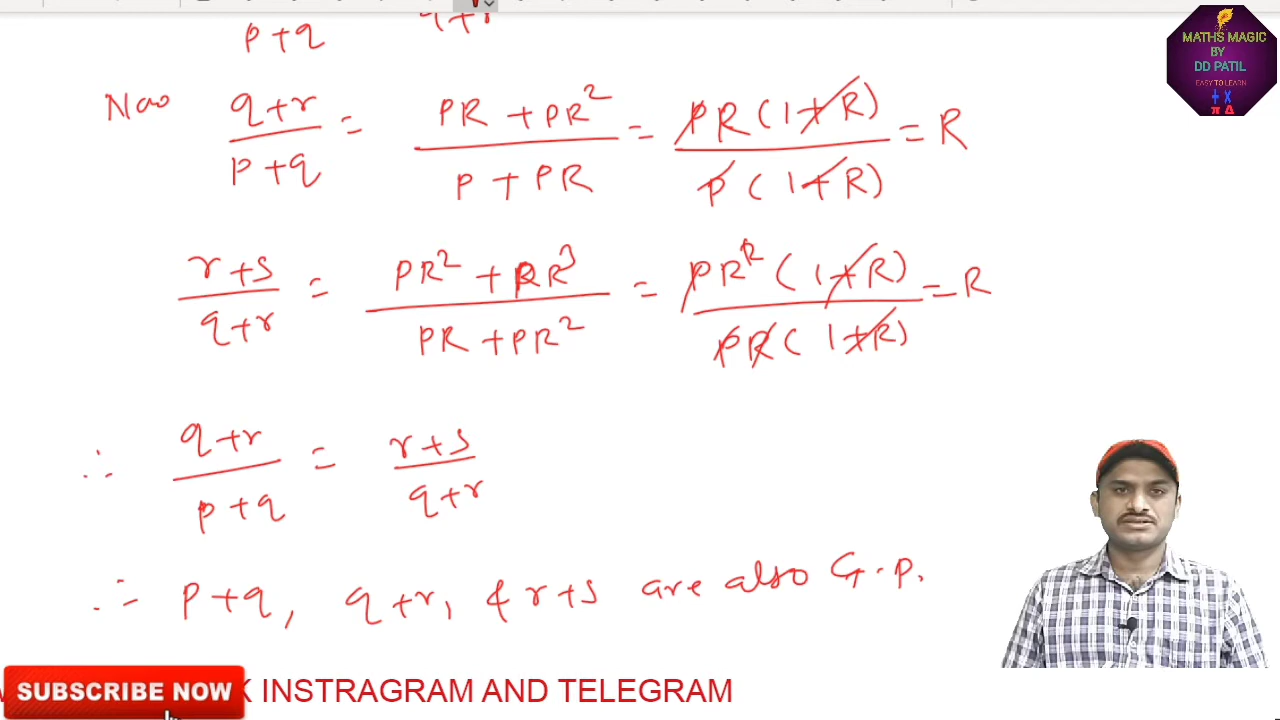 p+q q+r
MATHS MAGIC
BY
DD PATIL
EASY TO LEARN
+ X
π Δ
Now q+r/p+q = PR + PR²/P + PR = PR(1+R)/P(1+R) = R
r+s/q+r = PR² + PR³/PR + PR² = PR²(1+R)/PR(1+R) = R
∴ q+r/p+q = r+s/q+r
∴ p+q, q+r, & r+s are also G.P.
SUBSCRIBE NOW K INSTRAGRAM AND TELEGRAM